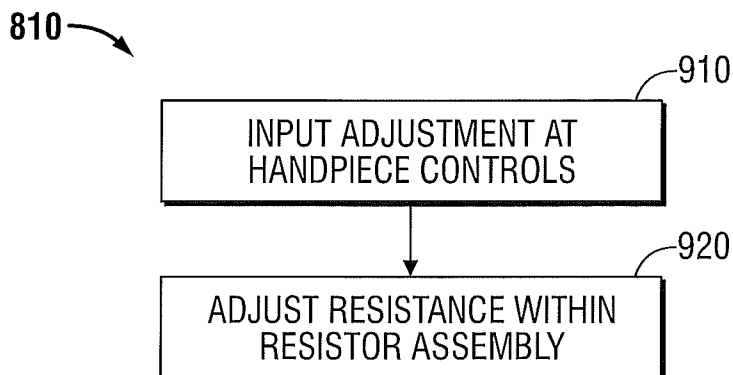 810
910
INPUT ADJUSTMENT AT
HANDPIECE CONTROLS
920
ADJUST RESISTANCE WITHIN
RESISTOR ASSEMBLY